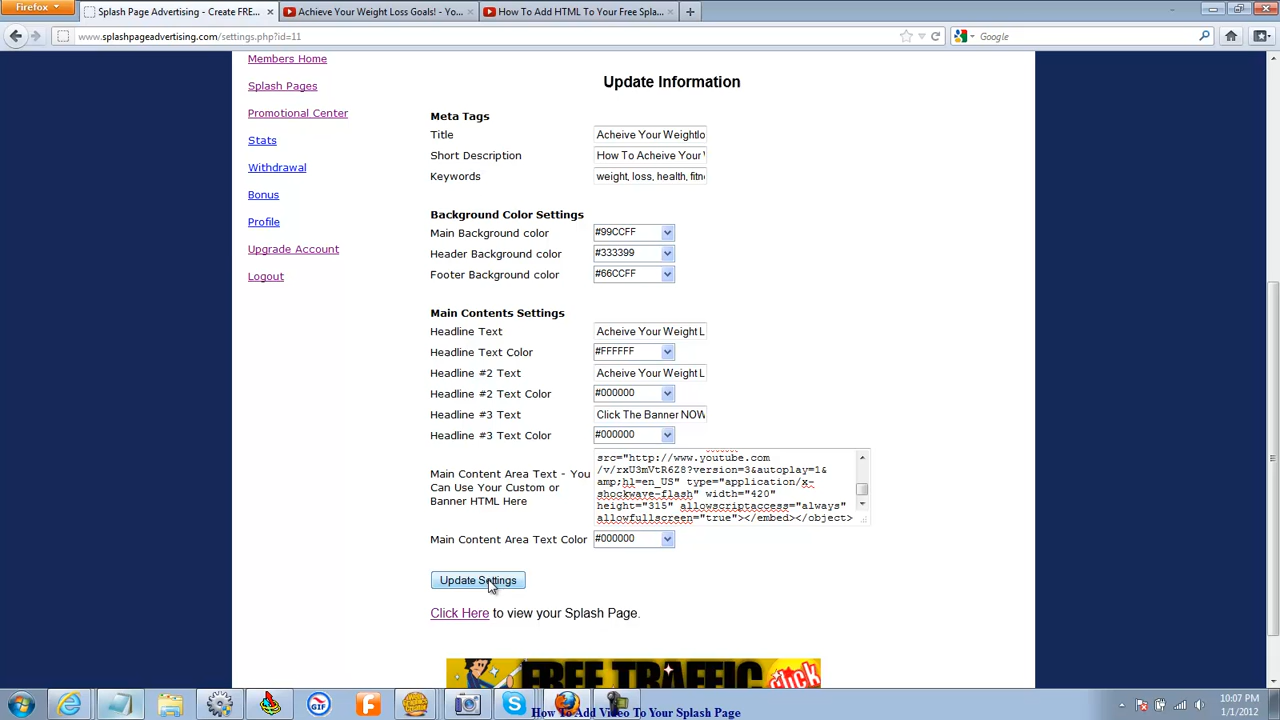 Firefox
Splash Page Advertising - Create FRE...
Achieve Your Weight Loss Goals! - Yo...
How To Add HTML To Your Free Spla...
www.splashpageadvertising.com/settings.php?id=11
Google
Members Home
Splash Pages
Promotional Center
Stats
Withdrawal
Bonus
Profile
Upgrade Account
Logout
Update Information
Meta Tags
Title
Acheive Your Weightlo
Short Description
How To Acheive Your
Keywords
weight, loss, health, fitn
Background Color Settings
Main Background color
#99CCFF
Header Background color
#333399
Footer Background color
#66CCFF
Main Contents Settings
Headline Text
Acheive Your Weight L
Headline Text Color
#FFFFFF
Headline #2 Text
Acheive Your Weight L
Headline #2 Text Color
#000000
Headline #3 Text
Click The Banner NOW
Headline #3 Text Color
#000000
Main Content Area Text - You
Can Use Your Custom or
Banner HTML Here
src="http://www.youtube.com
/v/rxU3mVtR6Z8?version=3&autoplay=1&
amp;hl=en_US" type="application/x-
shockwave-flash" width="420"
height="315" allowscriptaccess="always"
allowfullscreen="true"></embed></object>
Main Content Area Text Color
#000000
Update Settings
Click Here to view your Splash Page.
FREE TRAFFIC
click
GIF
How To Add Video To Your Splash Page
10:07 PM
1/1/2012